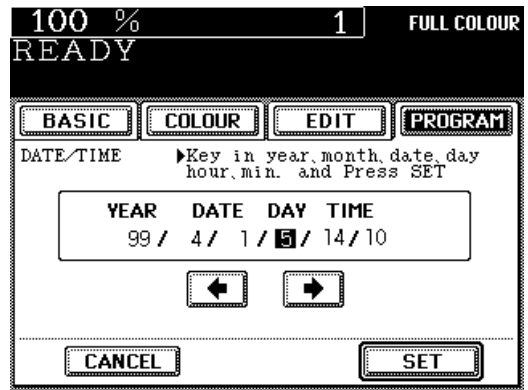 100 % 1 FULL COLOUR
READY
BASIC COLOUR EDIT PROGRAM
DATE/TIME ▶Key in year,month,date,day
hour,min. and Press SET
YEAR DATE DAY TIME
99 / 4 / 1 / 5 / 14 / 10
CANCEL SET